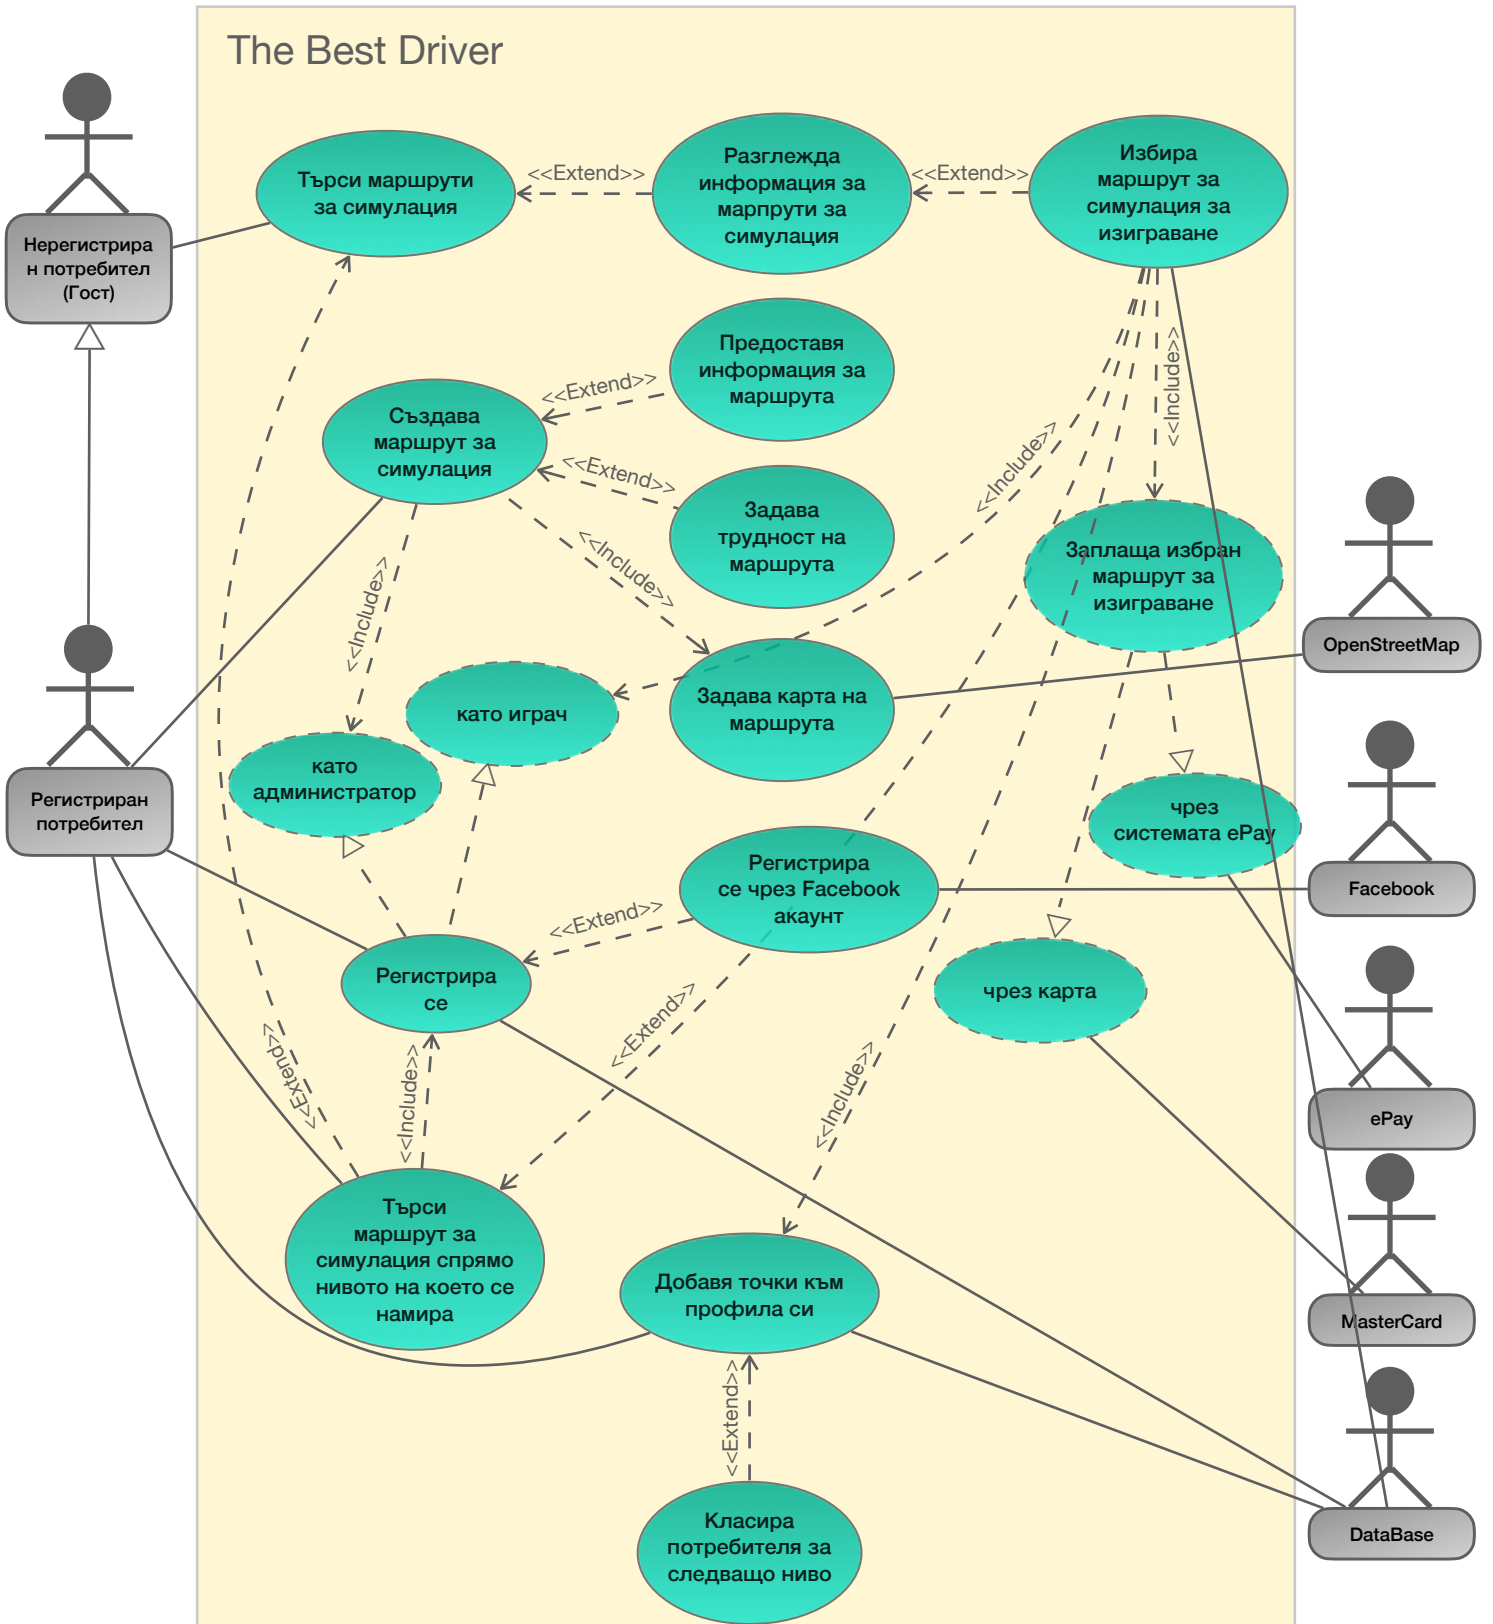 The Best Driver
Търси маршрути
за симулация
<<Extend>>
Разглежда
информация за
марпрути за
симулация
<<Extend>>
Избира
маршрут за
симулация за
изиграване
Нерегистрира
н потребител
(Гост)
Предоставя
информация за
маршрута
<<Extend>>
<<Include>>
Създава
маршрут за
симулация
<<Extend>>
<<Include>>
Задава
трудност на
маршрута
Заплаща избран
маршрут за
изиграване
<<Include>>
<<Include>>
OpenStreetMap
Задава карта на
маршрута
като играч
като
администратор
Регистриран
потребител
чрез
системата ePay
Регистрира
се чрез Facebook
акаунт
Facebook
<<Extend>>
Регистрира
се
чрез карта
<<Extend>>
<<Extend>>
<<Include>>
<<Include>>
ePay
Търси
маршрут за
симулация спрямо
нивото на което се
намира
Добавя точки към
профила си
MasterCard
<<Extend>>
Класира
потребителя за
следващо ниво
DataBase